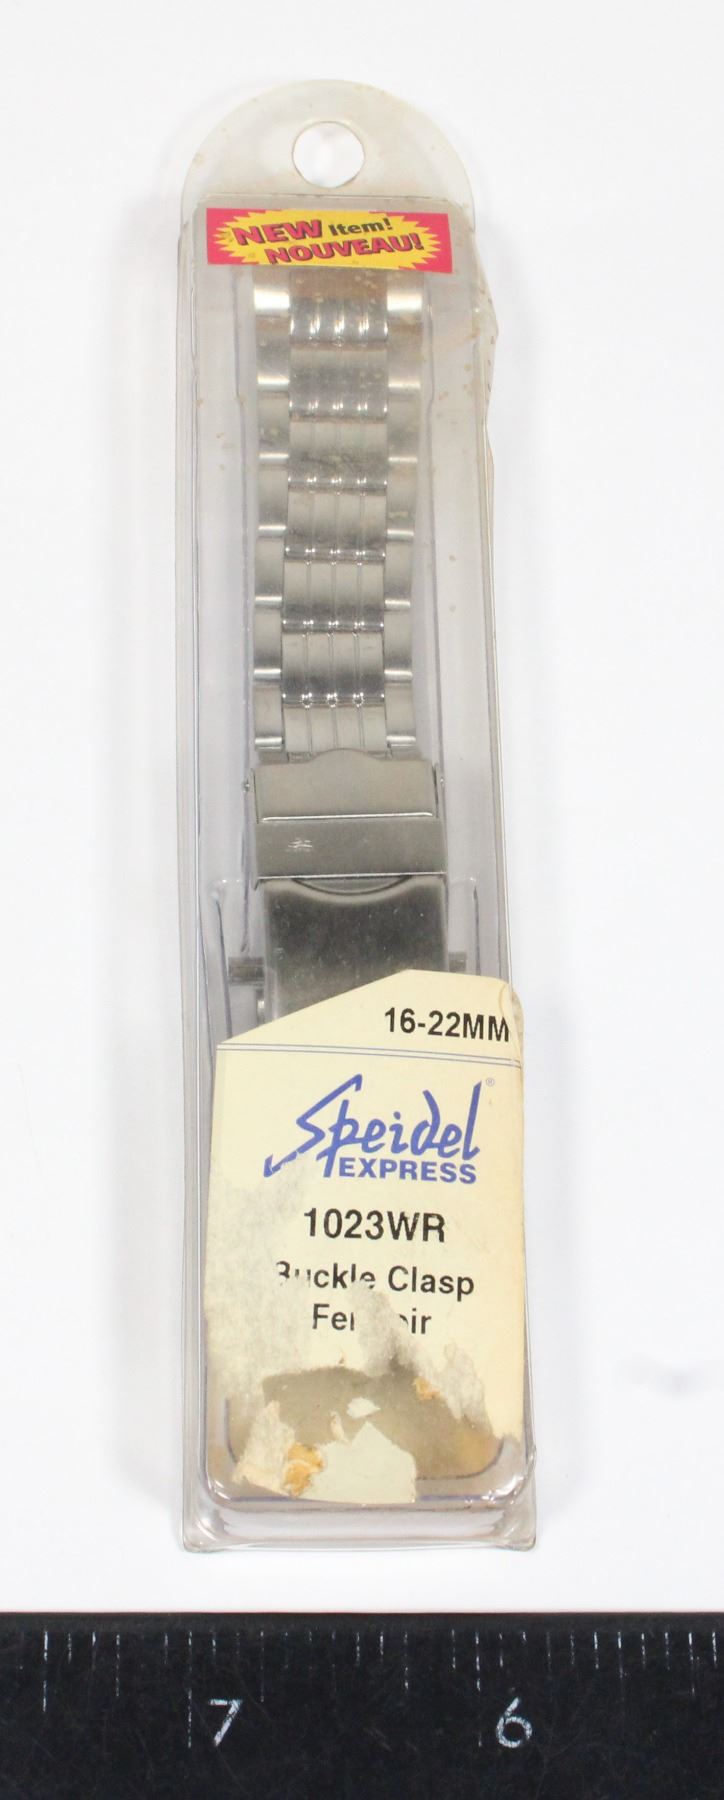 NEW Item!
NOUVEAU!
16-22MM
Speidel®
EXPRESS
1023WR
Buckle Clasp
7 6